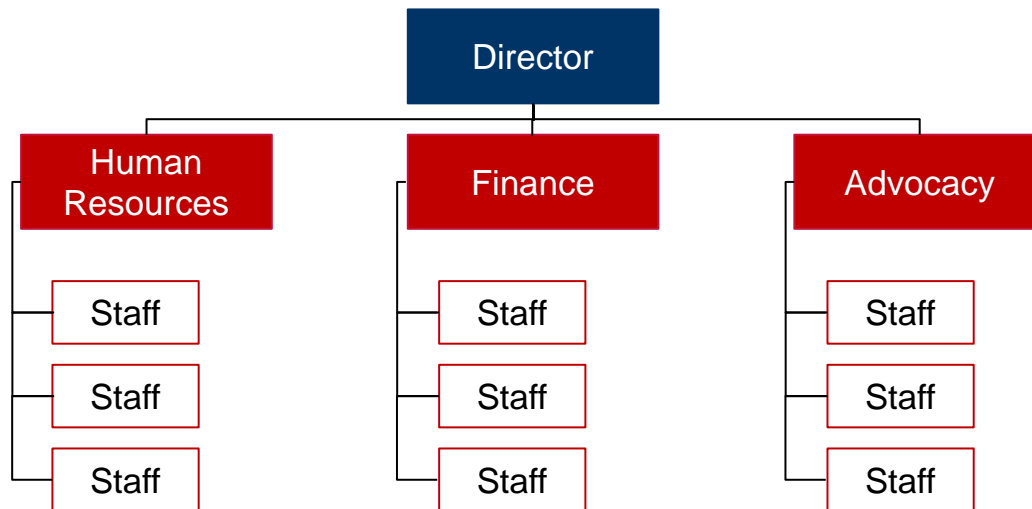 Director
Human
Resources
Finance
Advocacy
Staff
Staff
Staff
Staff
Staff
Staff
Staff
Staff
Staff